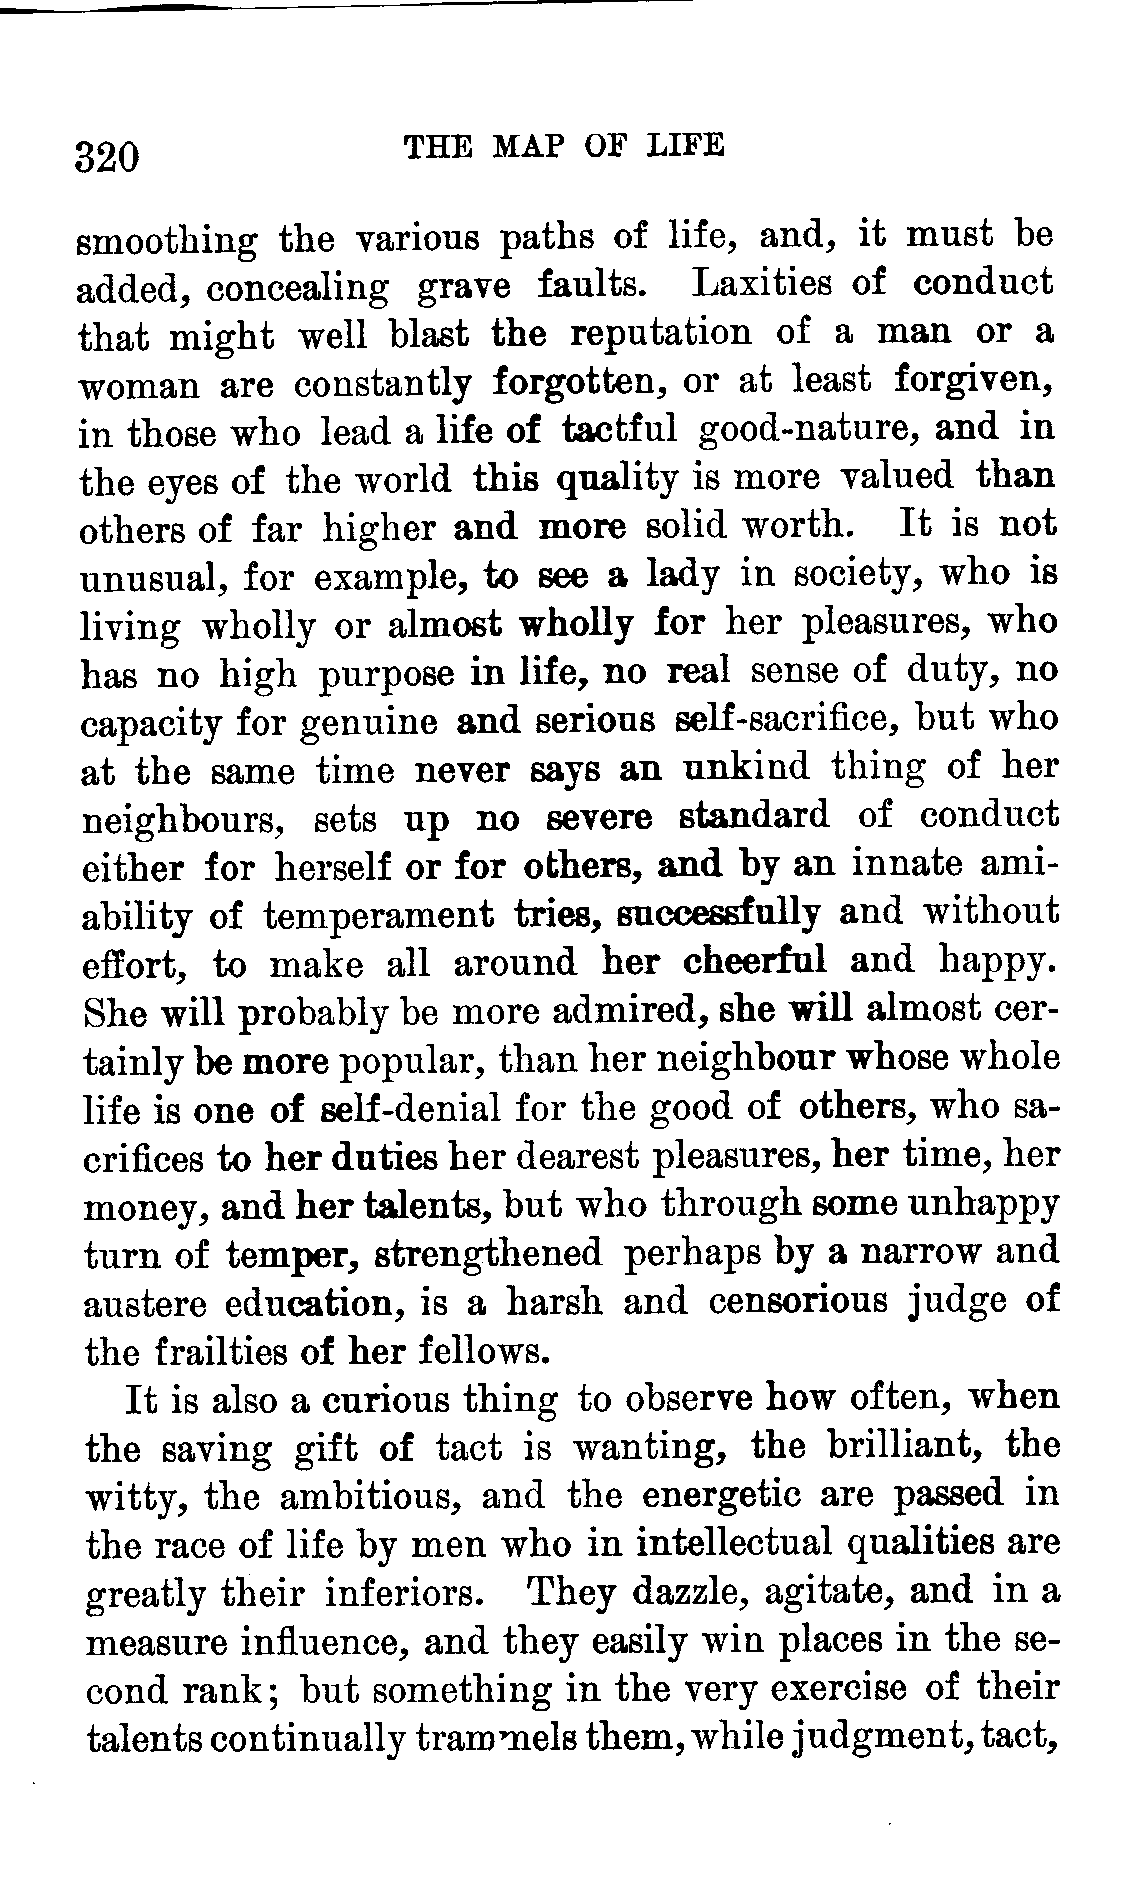 320 THE MAP OF LIFE
smoothing the various paths of life, and, it must be
added, concealing grave faults. Laxities of conduct
that might well blast the reputation of a man or a
woman are constantly forgotten, or at least forgiven,
in those who lead a life of tactful good-nature, and in
the eyes of the world this quality is more valued than
others of far higher and more solid worth. It is not
unusual, for example, to see a lady in society, who is
living wholly or almost wholly for her pleasures, who
has no high purpose in life, no real sense of duty, no
capacity for genuine and serious self-sacrifice, but who
at the same time never says an unkind thing of her
neighbours, sets up no severe standard of conduct
either for herself or for others, and by an innate ami-
ability of temperament tries, successfully and without
effort, to make all around her cheerful and happy.
She will probably be more admired, she will almost cer-
tainly be more popular, than her neighbour whose whole
life is one of self-denial for the good of others, who sa-
crifices to her duties her dearest pleasures, her time, her
money, and her talents, but who through some unhappy
turn of temper, strengthened perhaps by a narrow and
austere education, is a harsh and censorious judge of
the frailties of her fellows.
It is also a curious thing to observe how often, when
the saving gift of tact is wanting, the brilliant, the
witty, the ambitious, and the energetic are passed in
the race of life by men who in intellectual qualities are
greatly their inferiors. They dazzle, agitate, and in a
measure influence, and they easily win places in the se-
cond rank; but something in the very exercise of their
talents continually trammels them, while judgment, tact,